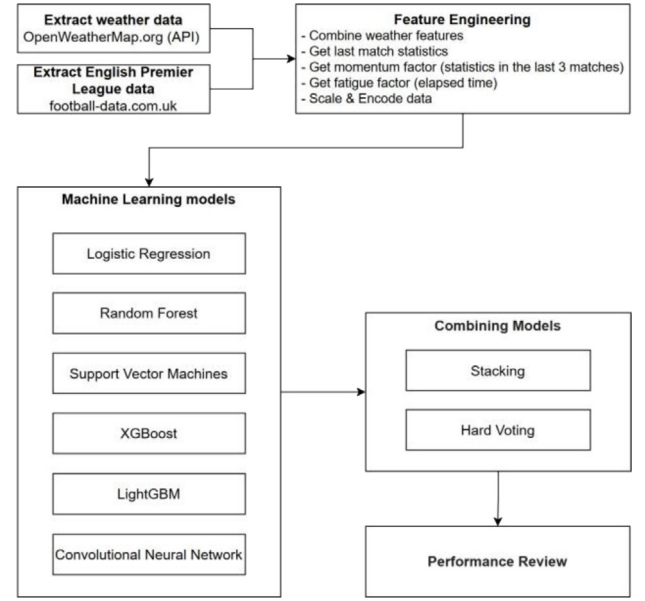 Extract weather data
OpenWeatherMap.org (API)
Extract English Premier
League data
football-data.com.uk
Feature Engineering
- Combine weather features
- Get last match statistics
- Get momentum factor (statistics in the last 3 matches)
- Get fatigue factor (elapsed time)
- Scale & Encode data
Machine Learning models
Logistic Regression
Random Forest
Support Vector Machines
XGBoost
LightGBM
Convolutional Neural Network
Combining Models
Stacking
Hard Voting
Performance Review